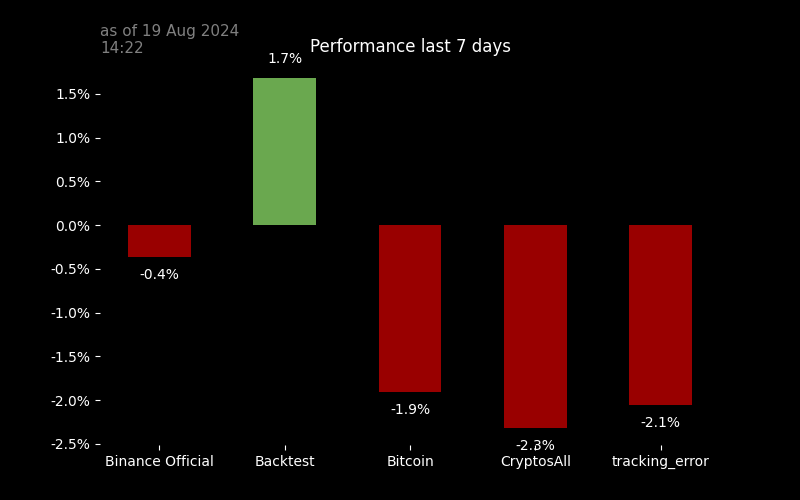 as of 19 Aug 2024
14:22
Performance last 7 days
1.7%
1.5%
1.0%
0.5%
0.0%
-0.5%
-1.0%
-1.5%
-2.0%
-2.5%
-0.4%
-1.9%
-2.3%
-2.1%
Binance Official
Backtest
Bitcoin
CryptosAll
tracking_error